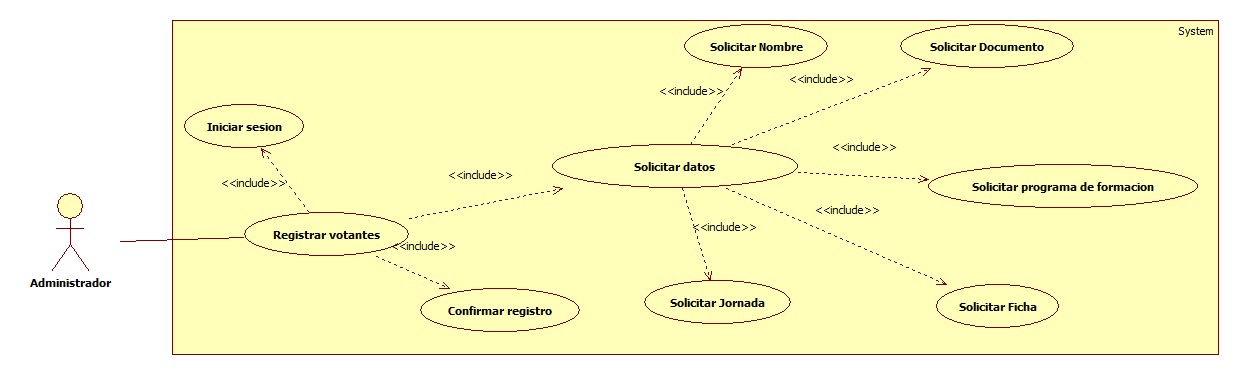 System
Solicitar Nombre
Solicitar Documento
<<include>>
<<include>>
Iniciar sesion
<<include>>
Solicitar datos
<<include>>
<<include>>
Solicitar programa de formacion
<<include>>
<<include>>
Registrar votantes
<<include>>
Administrador
Confirmar registro
Solicitar Jornada
Solicitar Ficha